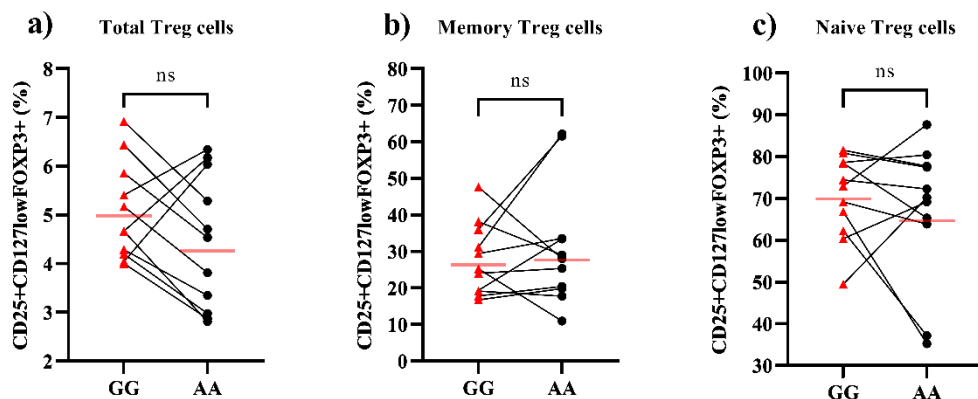 a) Total Treg cells
ns
CD25+CD127lowFOXP3+ (%)
8
7
6
5
4
3
2
GG AA
b) Memory Treg cells
ns
CD25+CD127lowFOXP3+ (%)
80
70
60
50
40
30
20
10
0
GG AA
c) Naive Treg cells
ns
CD25+CD127lowFOXP3+ (%)
100
90
80
70
60
50
40
30
GG AA